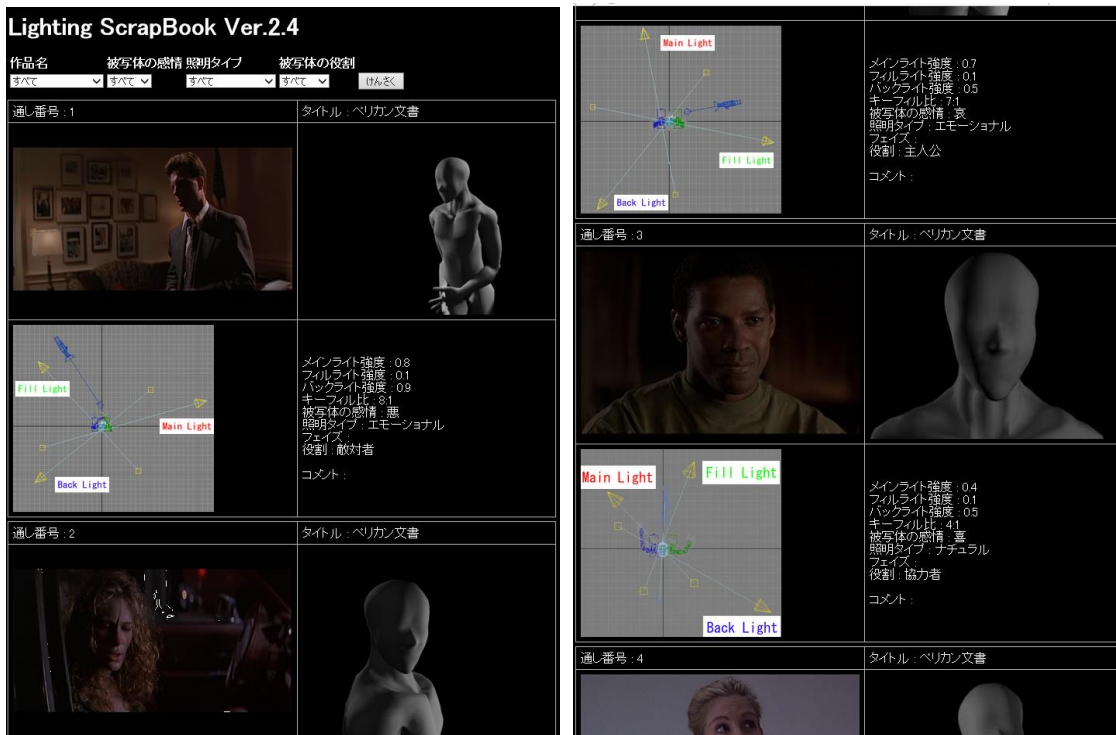 Lighting ScrapBook Ver.2.4
作品名 被写体の感情 照明タイプ 被写体の役割
すべて すべて すべて すべて けんさく
通し番号 : 1
タイトル : ペリカン文書
Fill Light
Main Light
Back Light
メインライト強度 : 0.8
フィルライト強度 : 0.1
バックライト強度 : 0.9
キーフィル比 : 8:1
被写体の感情 : 悪
照明タイプ : エモーショナル
フェイズ :
役割 : 敵対者
コメント :
通し番号 : 2
タイトル : ペリカン文書
Main Light
Fill Light
Back Light
メインライト強度 : 0.7
フィルライト強度 : 0.1
バックライト強度 : 0.5
キーフィル比 : 7:1
被写体の感情 : 哀
照明タイプ : エモーショナル
フェイズ :
役割 : 主人公
コメント :
通し番号 : 3
タイトル : ペリカン文書
Main Light
Fill Light
Back Light
メインライト強度 : 0.4
フィルライト強度 : 0.1
バックライト強度 : 0.5
キーフィル比 : 4:1
被写体の感情 : 喜
照明タイプ : ナチュラル
フェイズ :
役割 : 協力者
コメント :
通し番号 : 4
タイトル : ペリカン文書